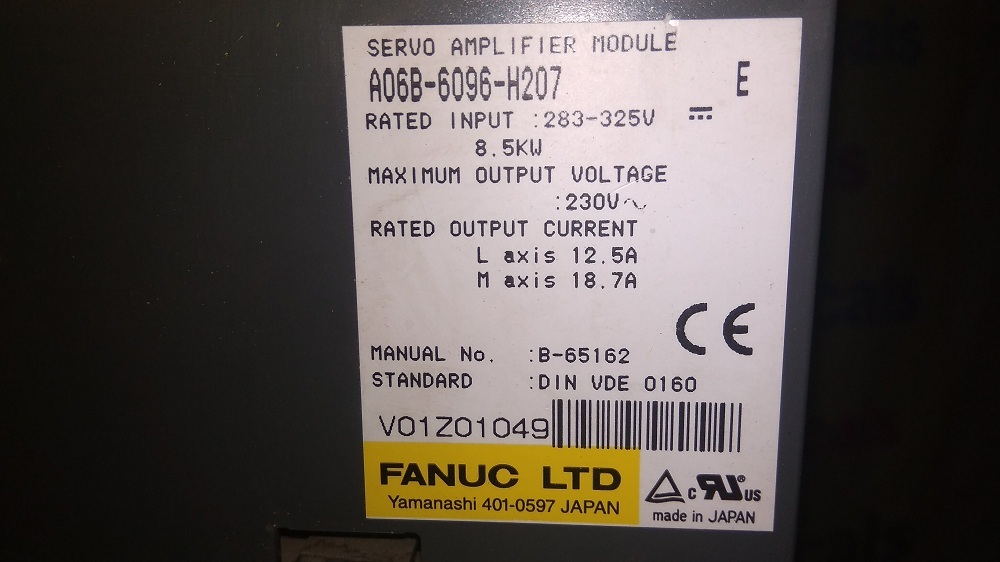 SERVO AMPLIFIER MODULE
A06B-6096-H207 E
RATED INPUT :283-325V ⎓
8.5KW
MAXIMUM OUTPUT VOLTAGE
:230V～
RATED OUTPUT CURRENT
L axis 12.5A
M axis 18.7A
CE
MANUAL No. :B-65162
STANDARD :DIN VDE 0160
V01Z01049
FANUC LTD
Yamanashi 401-0597 JAPAN
c RU® US
made in JAPAN